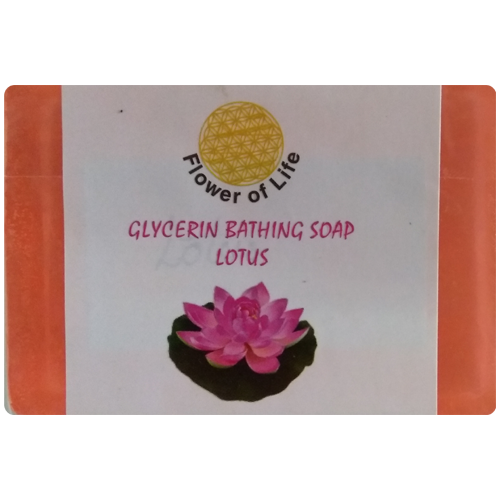 Flower of Life
GLYCERIN BATHING SOAP
LOTUS